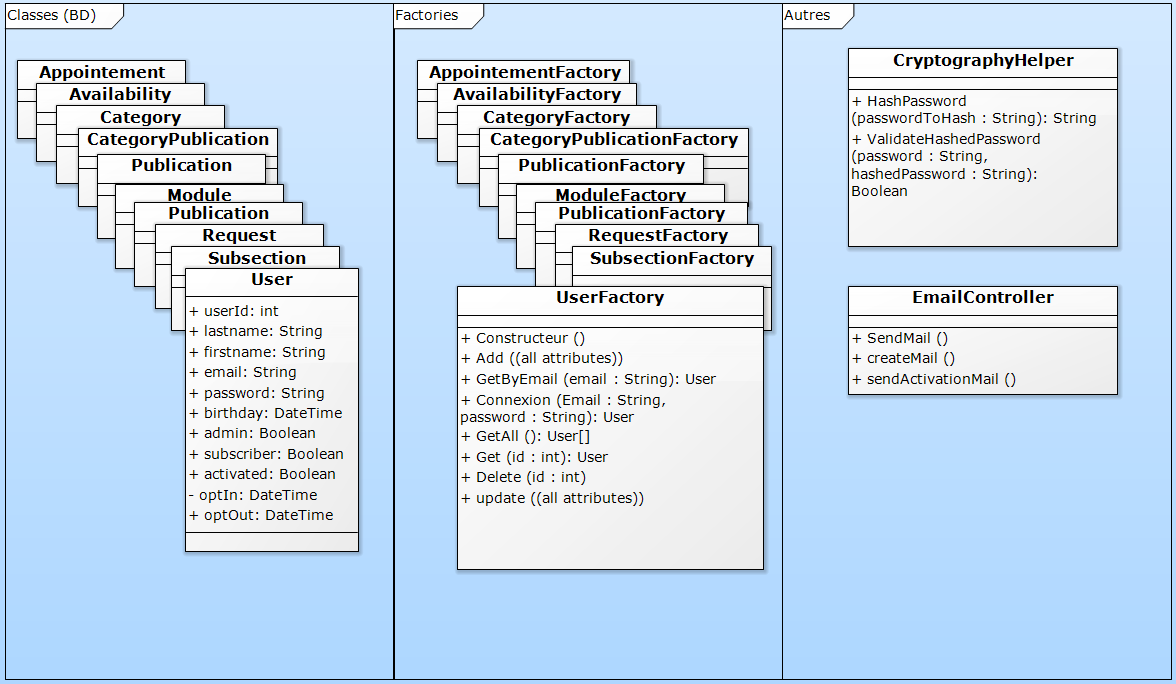 Classes (BD)
Appointement
Availability
Category
CategoryPublication
Publication
Module
Publication
Request
Subsection
User
+ userId: int
+ lastname: String
+ firstname: String
+ email: String
+ password: String
+ birthday: DateTime
+ admin: Boolean
+ subscriber: Boolean
+ activated: Boolean
- optIn: DateTime
+ optOut: DateTime
Factories
AppointementFactory
AvailabilityFactory
CategoryFactory
CategoryPublicationFactory
PublicationFactory
ModuleFactory
PublicationFactory
RequestFactory
SubsectionFactory
UserFactory
+ Constructeur ()
+ Add ((all attributes))
+ GetByEmail (email : String): User
+ Connexion (Email : String,
password : String): User
+ GetAll (): User[]
+ Get (id : int): User
+ Delete (id : int)
+ update ((all attributes))
Autres
CryptographyHelper
+ HashPassword
(passwordToHash : String): String
+ ValidateHashedPassword
(password : String,
hashedPassword : String):
Boolean
EmailController
+ SendMail ()
+ createMail ()
+ sendActivationMail ()